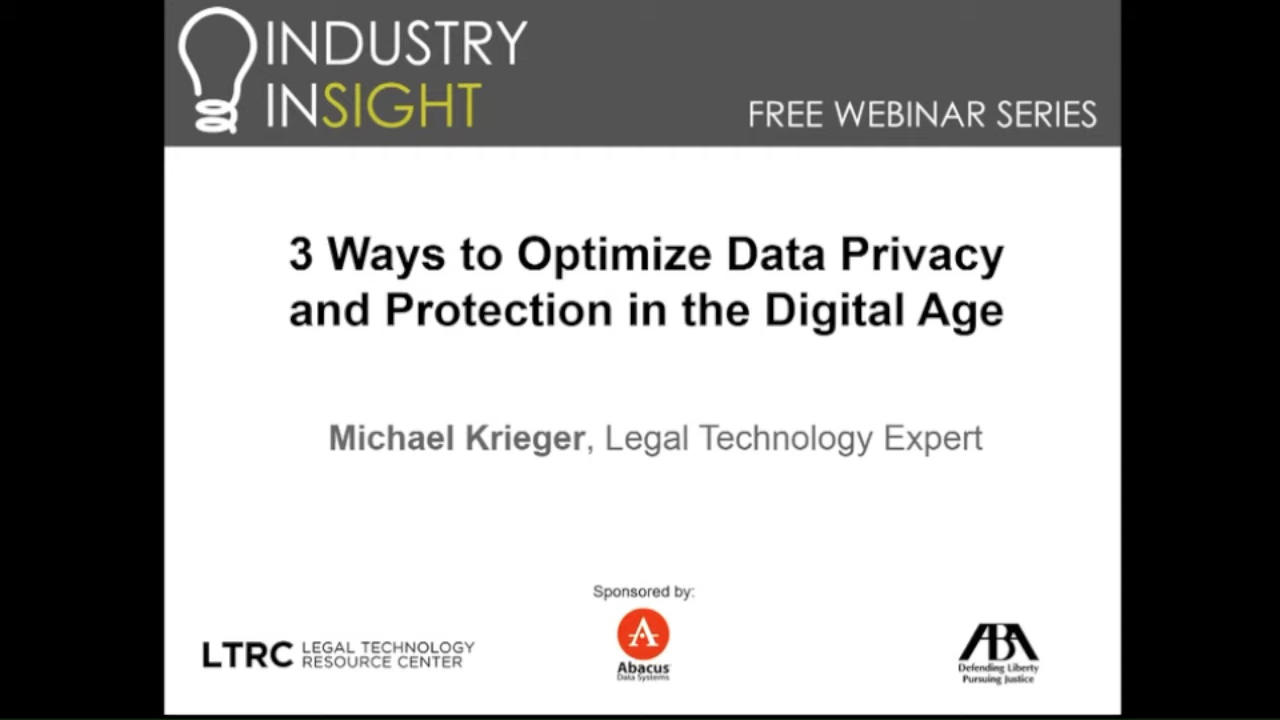 INDUSTRY
INSIGHT
FREE WEBINAR SERIES
3 Ways to Optimize Data Privacy
and Protection in the Digital Age
Michael Krieger, Legal Technology Expert
Sponsored by:
LTRC LEGAL TECHNOLOGY
RESOURCE CENTER
A
Abacus
Data Systems
ABA
Defending Liberty
Pursuing Justice